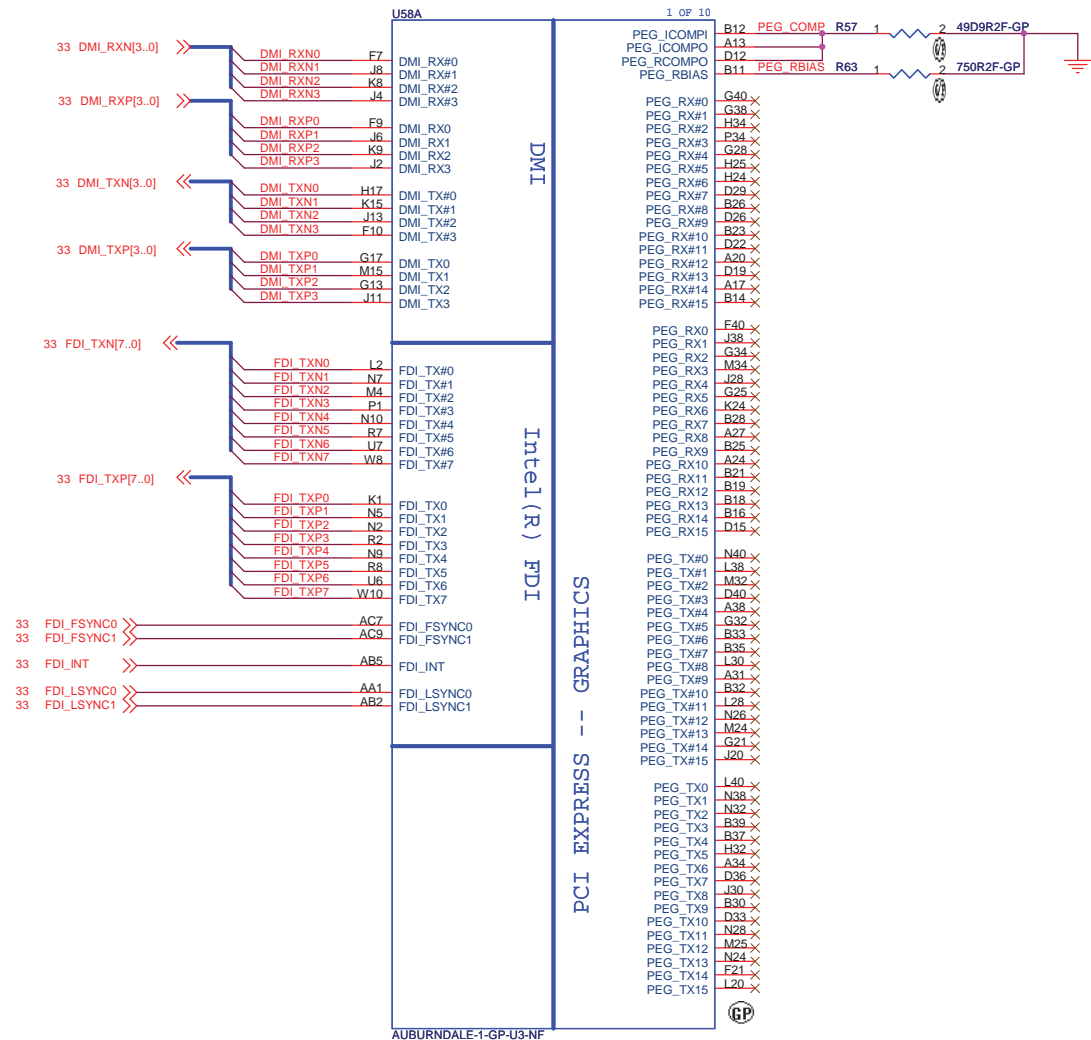 U58A
1 OF 10
33 DMI_RXN[3..0]
DMI_RXN0 F7 DMI_RX#0
DMI_RXN1 J8 DMI_RX#1
DMI_RXN2 K8 DMI_RX#2
DMI_RXN3 J4 DMI_RX#3
33 DMI_RXP[3..0]
DMI_RXP0 F9 DMI_RX0
DMI_RXP1 J6 DMI_RX1
DMI_RXP2 K9 DMI_RX2
DMI_RXP3 J2 DMI_RX3
33 DMI_TXN[3..0]
DMI_TXN0 H17 DMI_TX#0
DMI_TXN1 K15 DMI_TX#1
DMI_TXN2 J13 DMI_TX#2
DMI_TXN3 F10 DMI_TX#3
33 DMI_TXP[3..0]
DMI_TXP0 G17 DMI_TX0
DMI_TXP1 M15 DMI_TX1
DMI_TXP2 G13 DMI_TX2
DMI_TXP3 J11 DMI_TX3
DMI
33 FDI_TXN[7..0]
FDI_TXN0 L2 FDI_TX#0
FDI_TXN1 N7 FDI_TX#1
FDI_TXN2 M4 FDI_TX#2
FDI_TXN3 P1 FDI_TX#3
FDI_TXN4 N10 FDI_TX#4
FDI_TXN5 R7 FDI_TX#5
FDI_TXN6 U7 FDI_TX#6
FDI_TXN7 W8 FDI_TX#7
33 FDI_TXP[7..0]
FDI_TXP0 K1 FDI_TX0
FDI_TXP1 N5 FDI_TX1
FDI_TXP2 N2 FDI_TX2
FDI_TXP3 R2 FDI_TX3
FDI_TXP4 N9 FDI_TX4
FDI_TXP5 R8 FDI_TX5
FDI_TXP6 U6 FDI_TX6
FDI_TXP7 W10 FDI_TX7
33 FDI_FSYNC0 AC7 FDI_FSYNC0
33 FDI_FSYNC1 AC9 FDI_FSYNC1
33 FDI_INT AB5 FDI_INT
33 FDI_LSYNC0 AA1 FDI_LSYNC0
33 FDI_LSYNC1 AB2 FDI_LSYNC1
Intel(R) FDI
PCI EXPRESS -- GRAPHICS
PEG_ICOMPI B12 PEG_COMP R57 1 2 49D9R2F-GP
PEG_ICOMPO A13
PEG_RCOMPO D12
PEG_RBIAS B11 PEG_RBIAS R63 1 2 750R2F-GP
PEG_RX#0 G40
PEG_RX#1 G38
PEG_RX#2 H34
PEG_RX#3 P34
PEG_RX#4 G28
PEG_RX#5 H25
PEG_RX#6 H24
PEG_RX#7 D29
PEG_RX#8 B26
PEG_RX#9 D26
PEG_RX#10 B23
PEG_RX#11 D22
PEG_RX#12 A20
PEG_RX#13 D19
PEG_RX#14 A17
PEG_RX#15 B14
PEG_RX0 F40
PEG_RX1 J38
PEG_RX2 G34
PEG_RX3 M34
PEG_RX4 J28
PEG_RX5 G25
PEG_RX6 K24
PEG_RX7 B28
PEG_RX8 A27
PEG_RX9 B25
PEG_RX10 A24
PEG_RX11 B21
PEG_RX12 B19
PEG_RX13 B18
PEG_RX14 B16
PEG_RX15 D15
PEG_TX#0 N40
PEG_TX#1 L38
PEG_TX#2 M32
PEG_TX#3 D40
PEG_TX#4 A38
PEG_TX#5 G32
PEG_TX#6 B33
PEG_TX#7 B35
PEG_TX#8 L30
PEG_TX#9 A31
PEG_TX#10 B32
PEG_TX#11 L28
PEG_TX#12 N26
PEG_TX#13 M24
PEG_TX#14 G21
PEG_TX#15 J20
PEG_TX0 L40
PEG_TX1 N38
PEG_TX2 N32
PEG_TX3 B39
PEG_TX4 B37
PEG_TX5 H32
PEG_TX6 A34
PEG_TX7 D36
PEG_TX8 J30
PEG_TX9 B30
PEG_TX10 D33
PEG_TX11 N28
PEG_TX12 M25
PEG_TX13 N24
PEG_TX14 F21
PEG_TX15 L20
GP
AUBURNDALE-1-GP-U3-NF